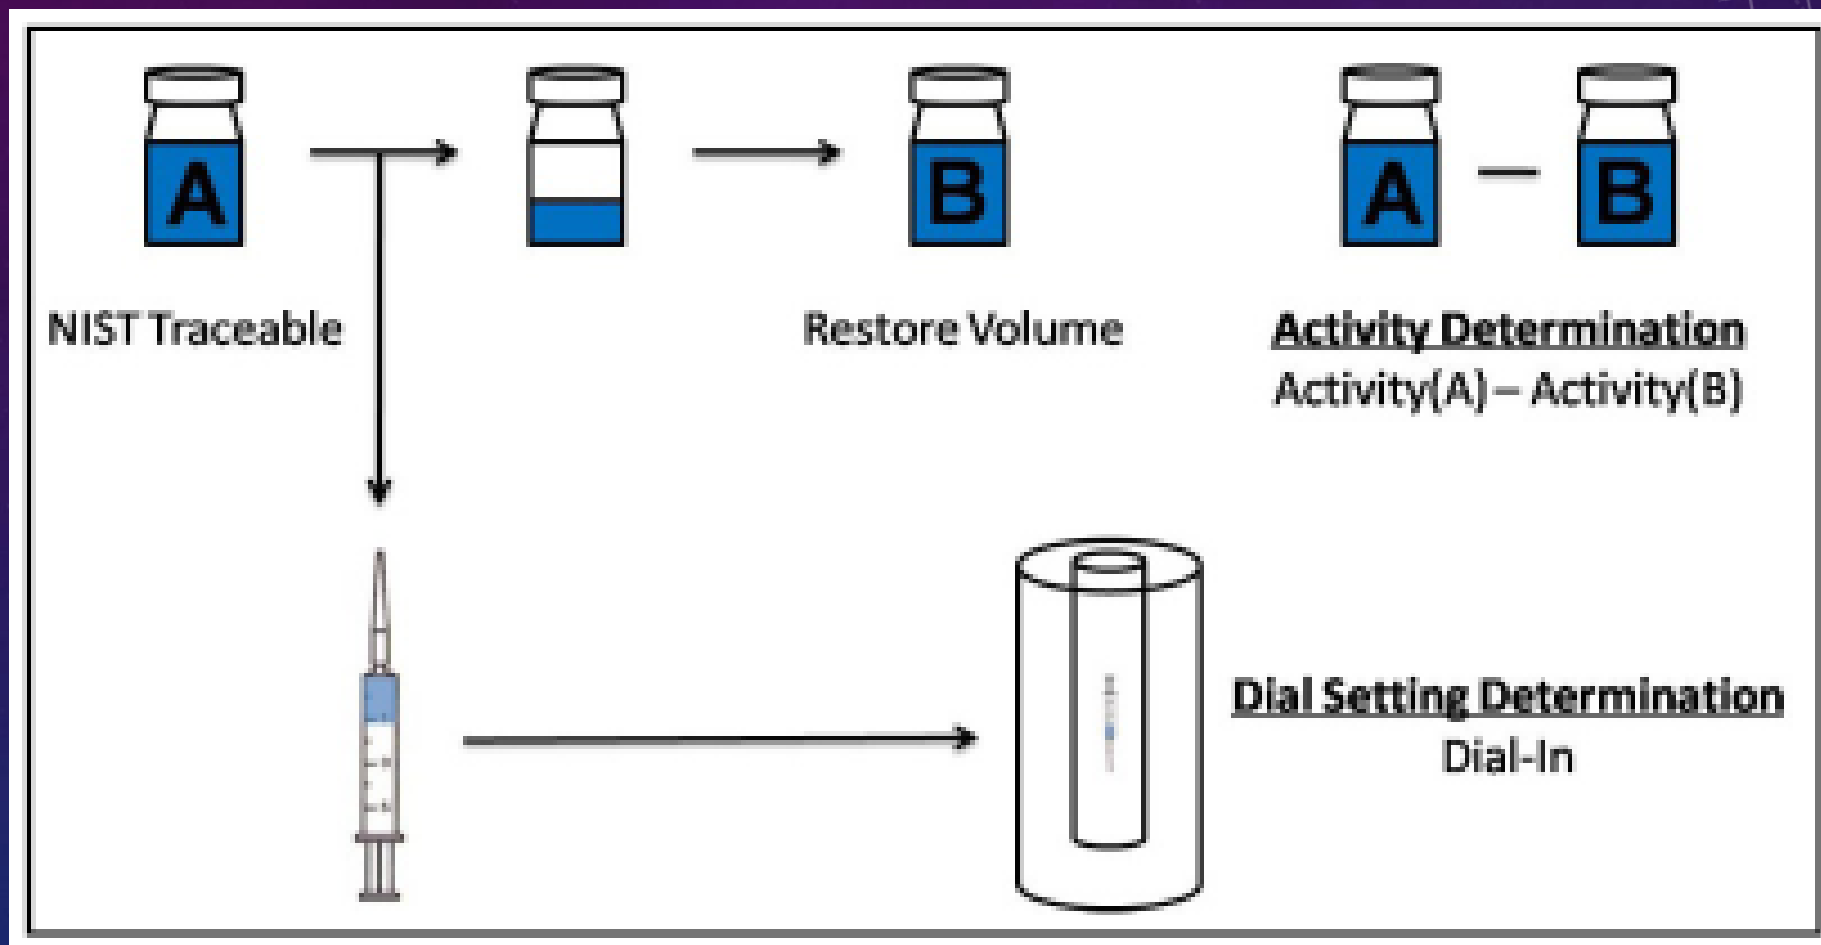 A
B
A
B
NIST Traceable
Restore Volume
Activity Determination
Activity(A) – Activity(B)
Dial Setting Determination
Dial-In